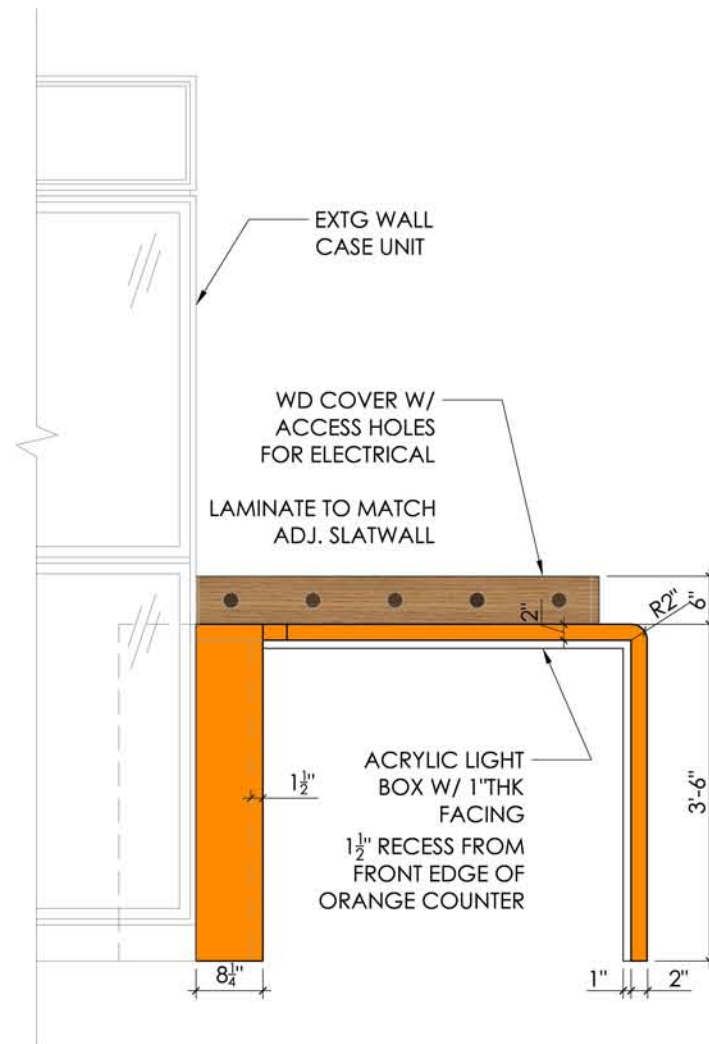 EXTG WALL
CASE UNIT
WD COVER W/
ACCESS HOLES
FOR ELECTRICAL
LAMINATE TO MATCH
ADJ. SLATWALL
6"
R2"
2"
3'-6"
1½"
ACRYLIC LIGHT
BOX W/ 1"THK
FACING
1½" RECESS FROM
FRONT EDGE OF
ORANGE COUNTER
8¼"
1"
2"